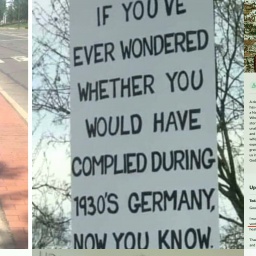 IF YOU'VE
EVER WONDERED
WHETHER YOU
WOULD HAVE
COMPLIED DURING
1930'S GERMANY,
NOW YOU KNOW.